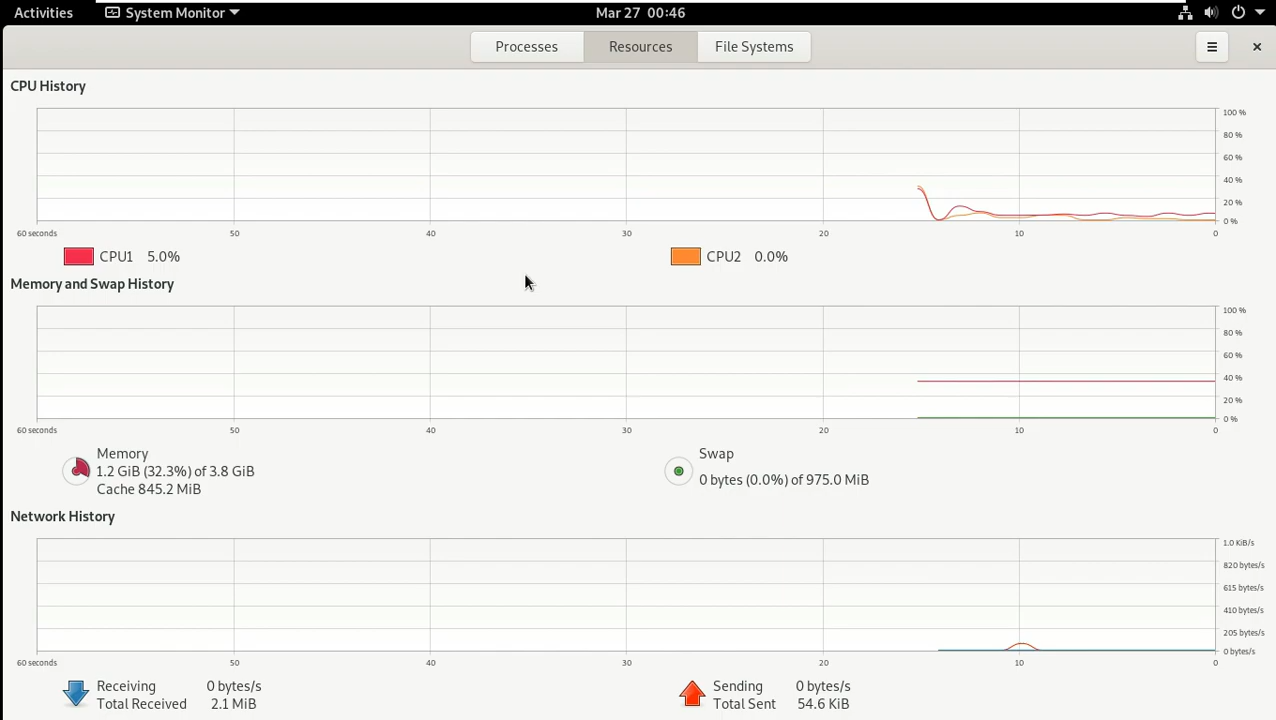 Activities System Monitor Mar 27 00:46
Processes Resources File Systems
CPU History
100 %
80 %
60 %
40 %
20 %
0 %
60 seconds 50 40 30 20 10 0
CPU1 5.0% CPU2 0.0%
Memory and Swap History
100 %
80 %
60 %
40 %
20 %
0 %
60 seconds 50 40 30 20 10 0
Memory
1.2 GiB (32.3%) of 3.8 GiB
Cache 845.2 MiB
Swap
0 bytes (0.0%) of 975.0 MiB
Network History
1.0 KiB/s
820 bytes/s
615 bytes/s
410 bytes/s
205 bytes/s
0 bytes/s
60 seconds 50 40 30 20 10 0
Receiving 0 bytes/s
Total Received 2.1 MiB
Sending 0 bytes/s
Total Sent 54.6 KiB